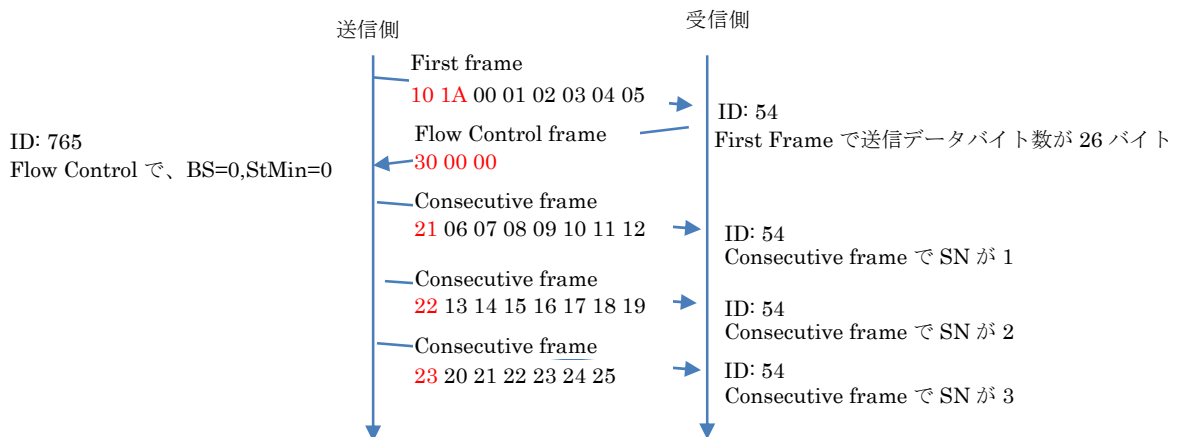 送信側
受信側
First frame
10 1A 00 01 02 03 04 05
ID: 54
First Frame で送信データバイト数が 26 バイト
Flow Control frame
30 00 00
ID: 765
Flow Control で、BS=0,StMin=0
Consecutive frame
21 06 07 08 09 10 11 12
ID: 54
Consecutive frame で SN が 1
Consecutive frame
22 13 14 15 16 17 18 19
ID: 54
Consecutive frame で SN が 2
Consecutive frame
23 20 21 22 23 24 25
ID: 54
Consecutive frame で SN が 3